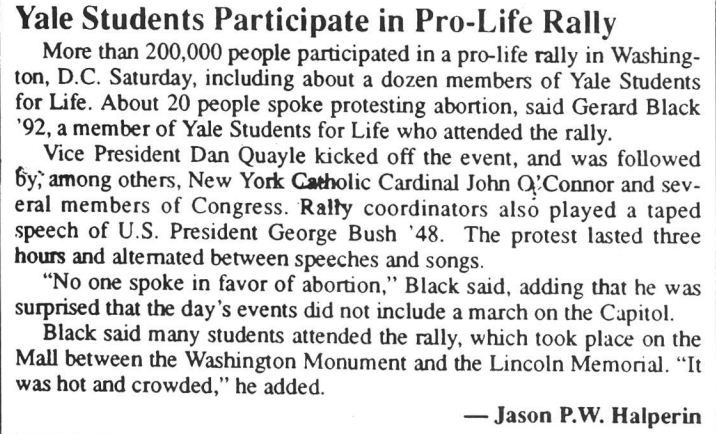 Yale Students Participate in Pro-Life Rally
More than 200,000 people participated in a pro-life rally in Washing-
ton, D.C. Saturday, including about a dozen members of Yale Students
for Life. About 20 people spoke protesting abortion, said Gerard Black
'92, a member of Yale Students for Life who attended the rally.
Vice President Dan Quayle kicked off the event, and was followed
by, among others, New York Catholic Cardinal John O'Connor and sev-
eral members of Congress. Rally coordinators also played a taped
speech of U.S. President George Bush '48. The protest lasted three
hours and alternated between speeches and songs.
“No one spoke in favor of abortion,” Black said, adding that he was
surprised that the day's events did not include a march on the Capitol.
Black said many students attended the rally, which took place on the
Mall between the Washington Monument and the Lincoln Memorial. “It
was hot and crowded,” he added.
— Jason P.W. Halperin